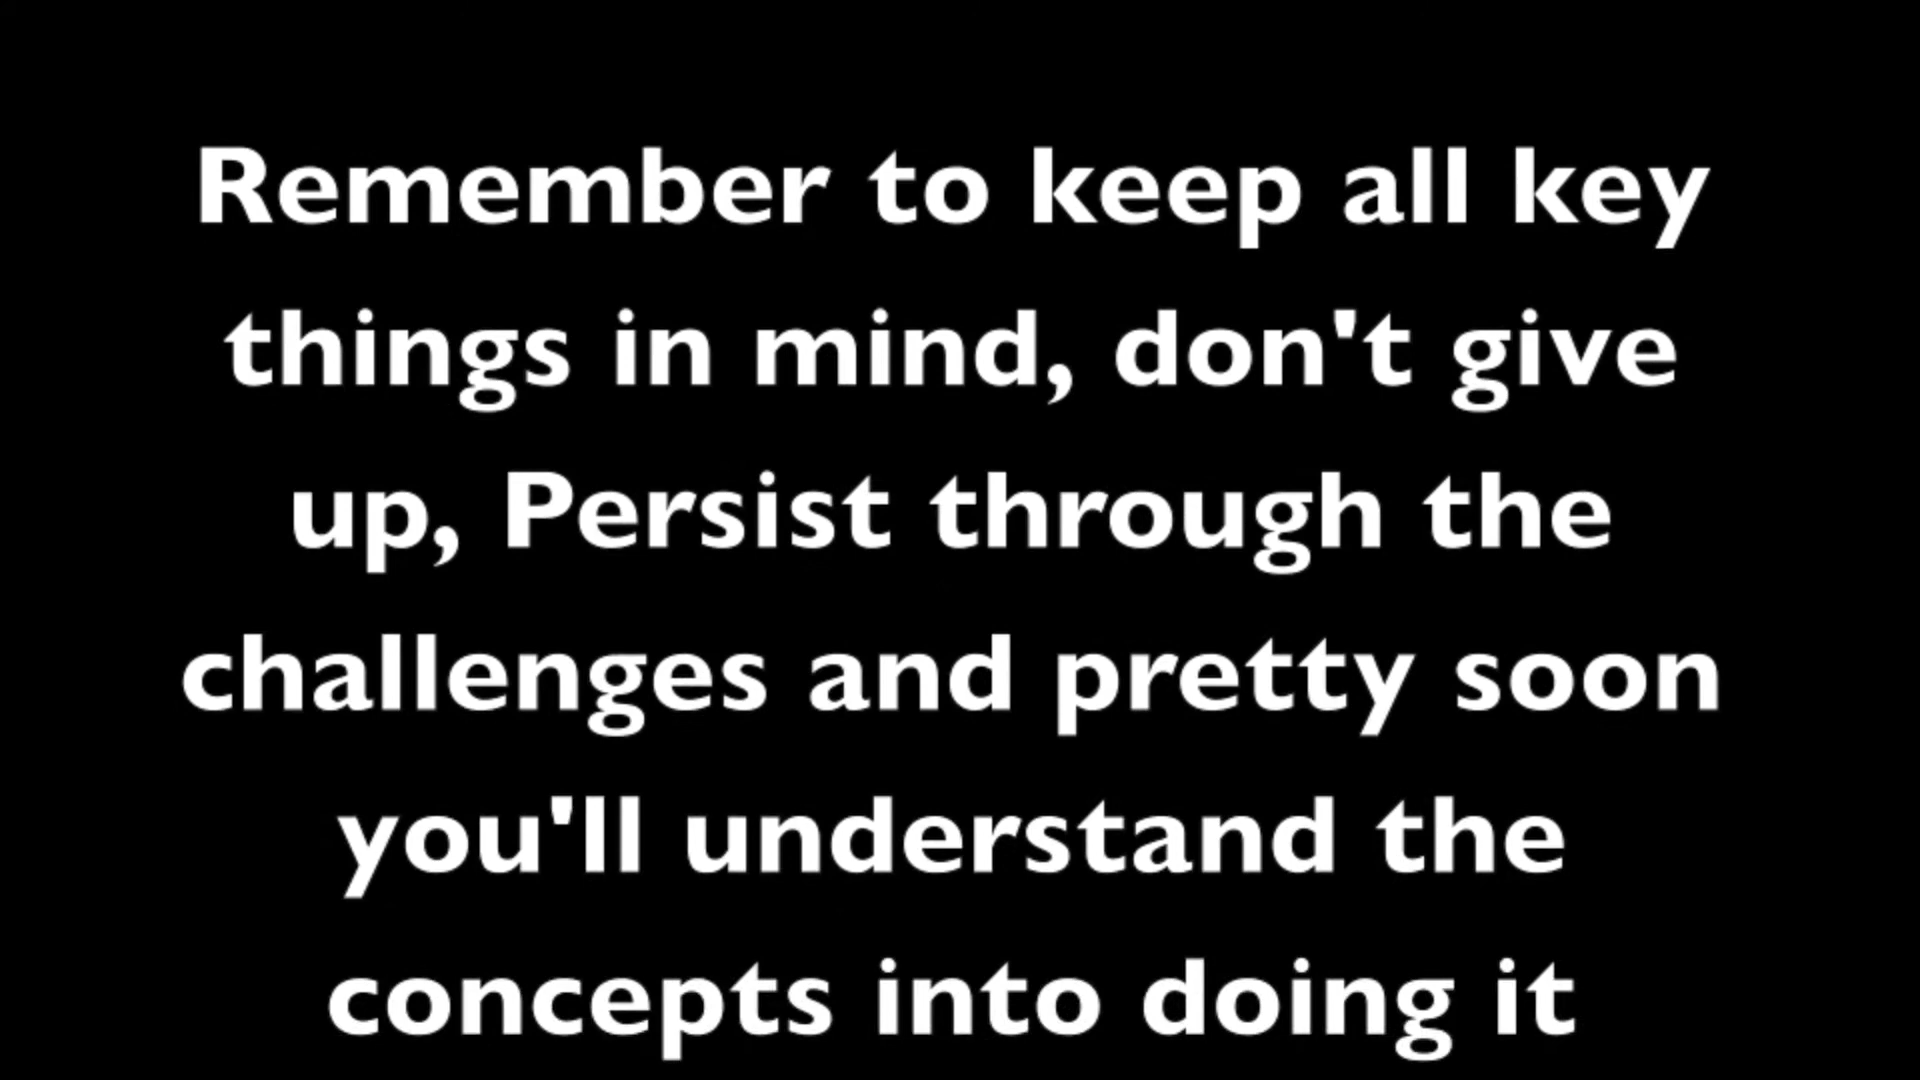 Remember to keep all key
things in mind, don't give
up, Persist through the
challenges and pretty soon
you'll understand the
concepts into doing it